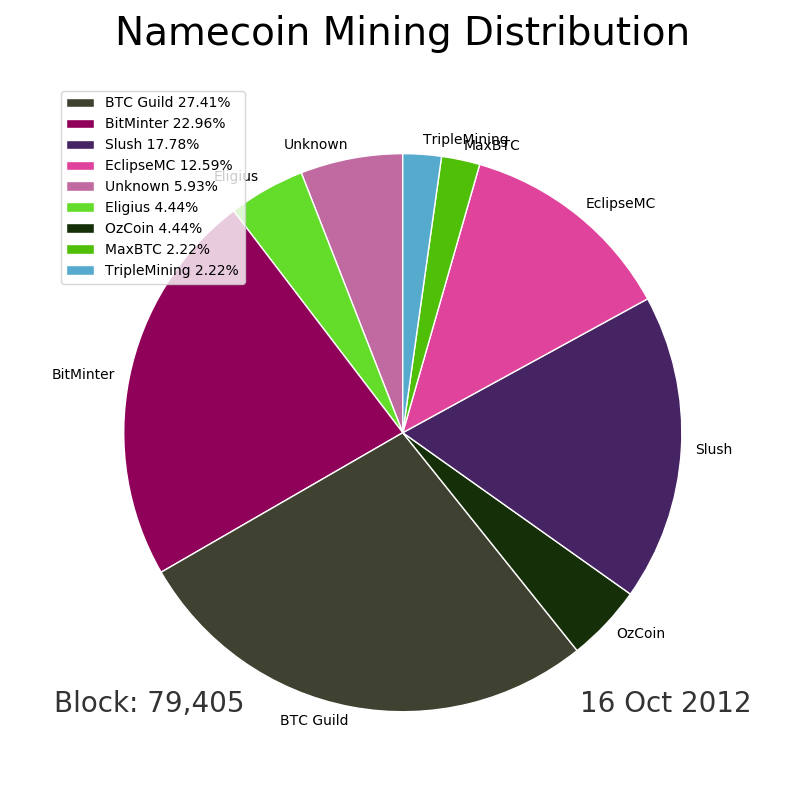 Namecoin Mining Distribution
BTC Guild 27.41%
BitMinter 22.96%
Slush 17.78%
EclipseMC 12.59%
Unknown 5.93%
Eligius 4.44%
OzCoin 4.44%
MaxBTC 2.22%
TripleMining 2.22%
TripleMining
MaxBTC
Unknown
Eligius
EclipseMC
BitMinter
Slush
OzCoin
BTC Guild
Block: 79,405
16 Oct 2012